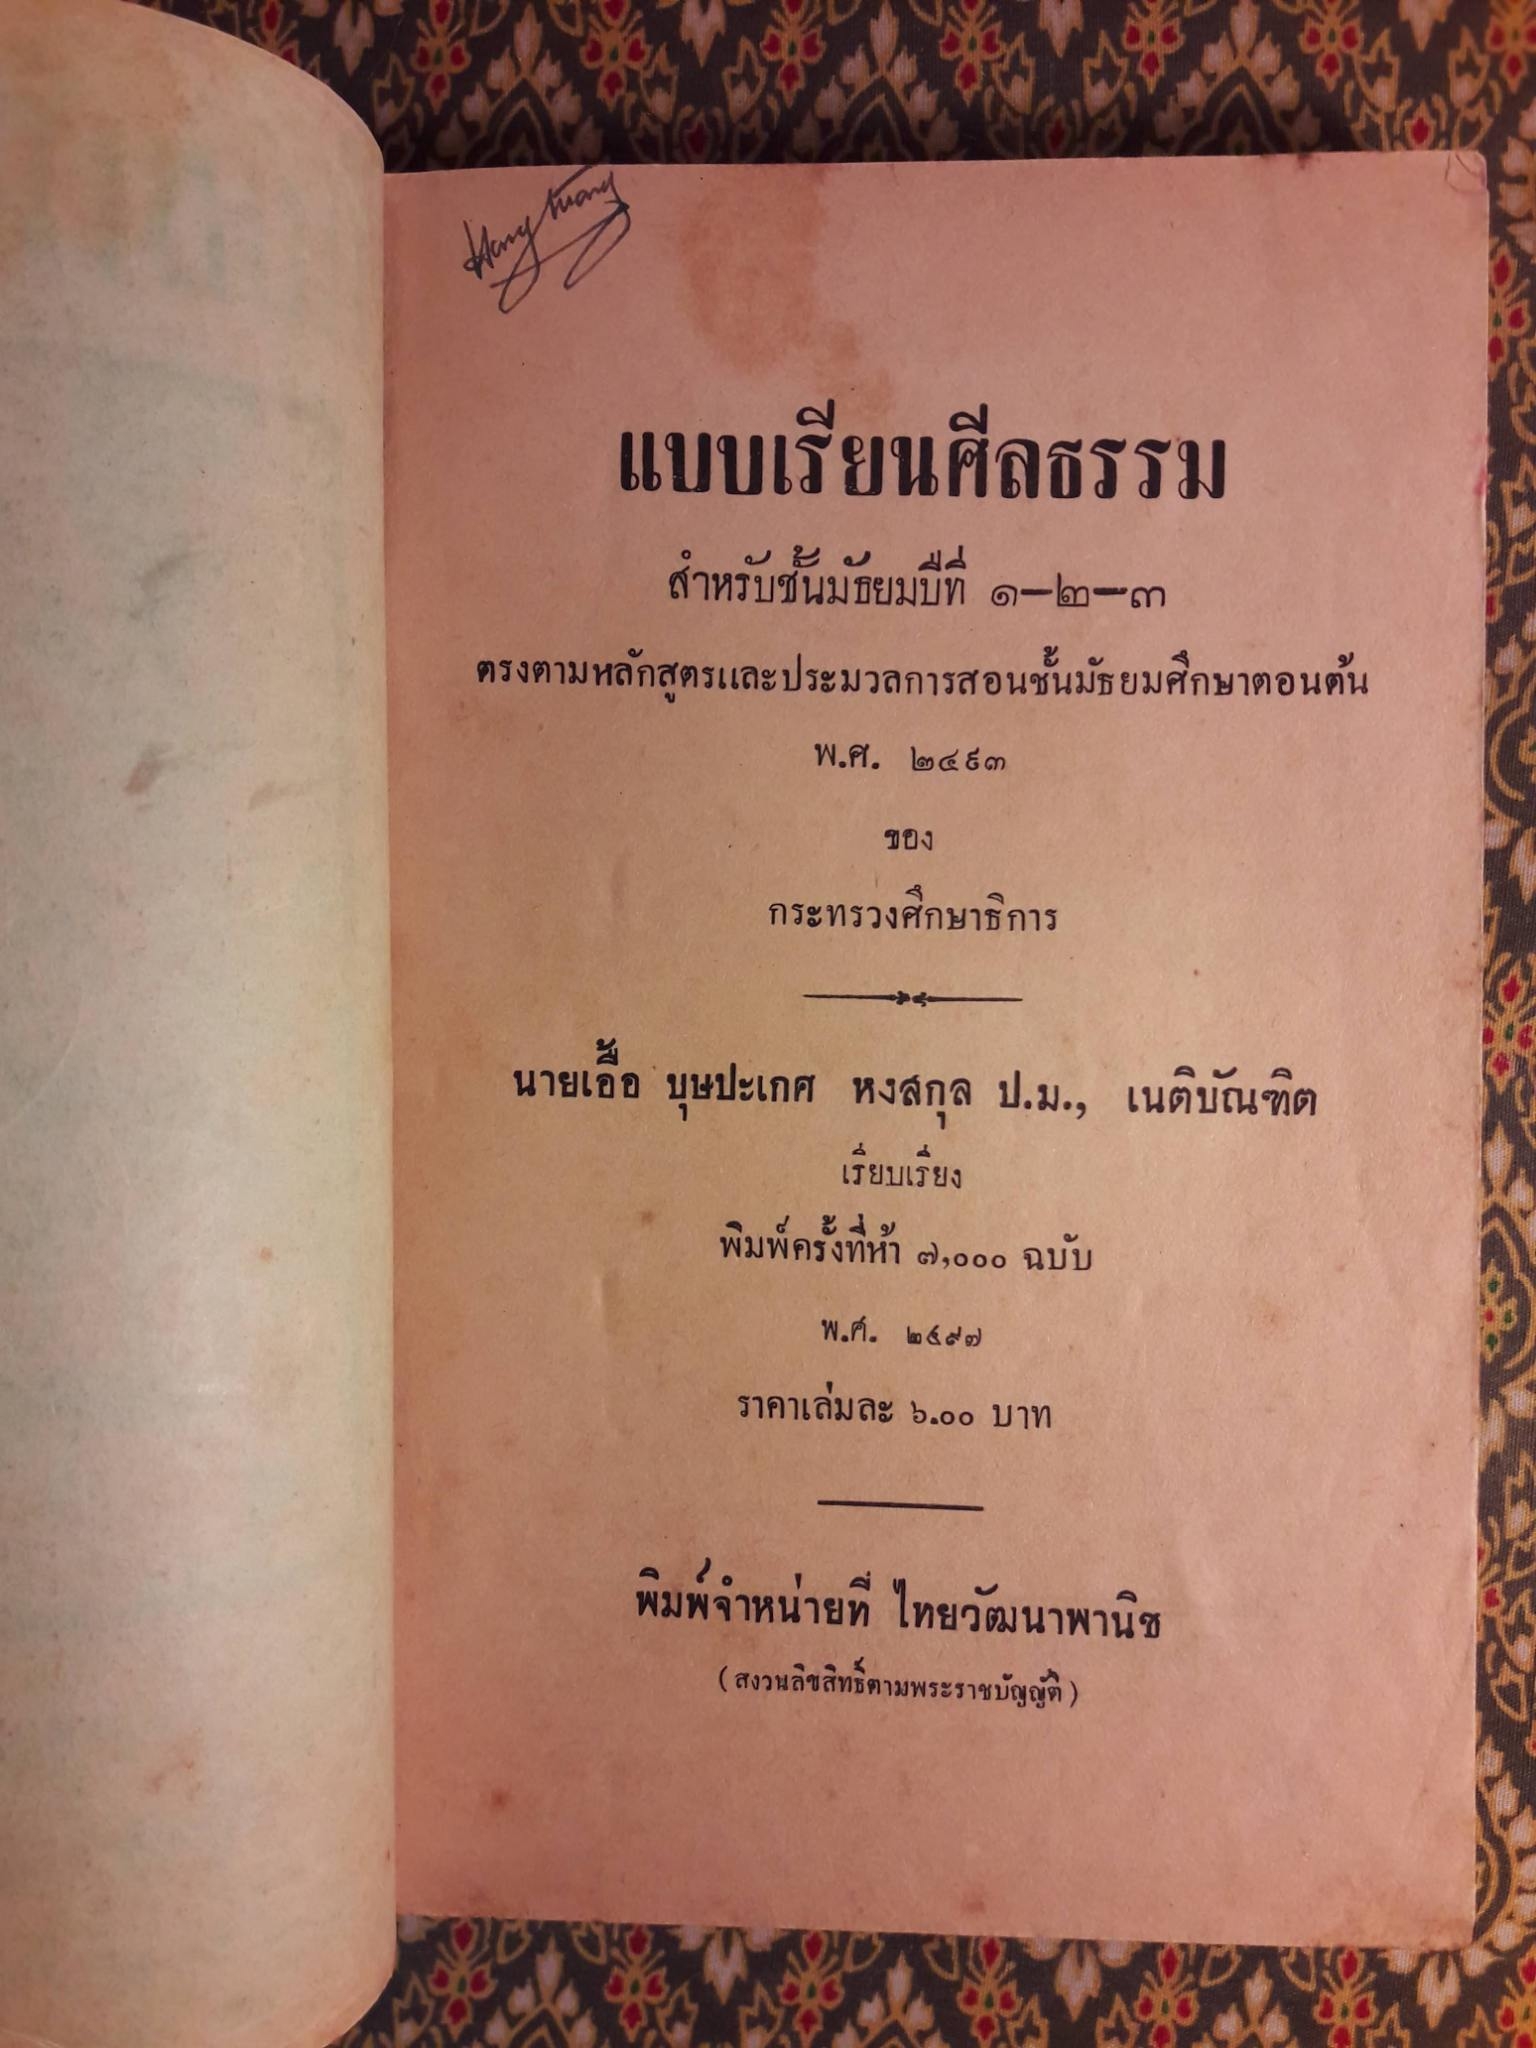 แบบเรียนศีลธรรม
สำหรับชั้นมัธยมปีที่ ๑—๒—๓
ตรงตามหลักสูตรและประมวลการสอนชั้นมัธยมศึกษาตอนต้น
พ.ศ. ๒๔๙๓
ของ
กระทรวงศึกษาธิการ
นายเอื้อ บุษปะเกศ หงสกุล ป.ม., เนติบัณฑิต
เรียบเรียง
พิมพ์ครั้งที่ห้า ๗,๐๐๐ ฉบับ
พ.ศ. ๒๔๙๗
ราคาเล่มละ ๖.๐๐ บาท
พิมพ์จำหน่ายที่ ไทยวัฒนาพานิช
(สงวนลิขสิทธิ์ตามพระราชบัญญัติ)